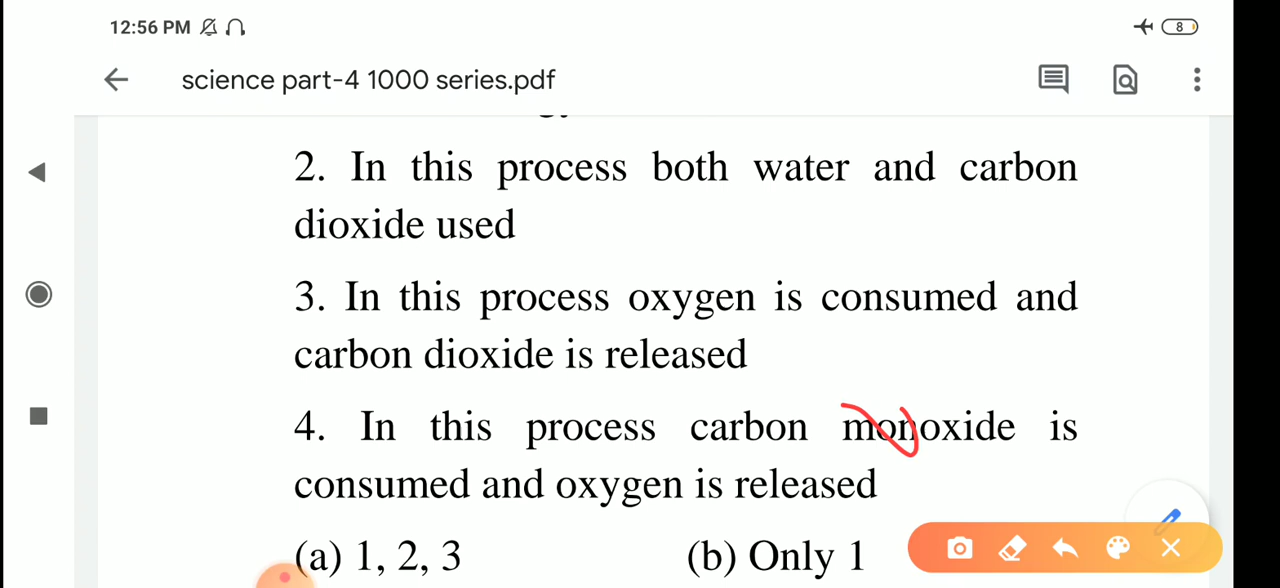 12:56 PM
8
science part-4 1000 series.pdf
2. In this process both water and carbon
dioxide used
3. In this process oxygen is consumed and
carbon dioxide is released
4. In this process carbon monoxide is
consumed and oxygen is released
(a) 1, 2, 3 (b) Only 1